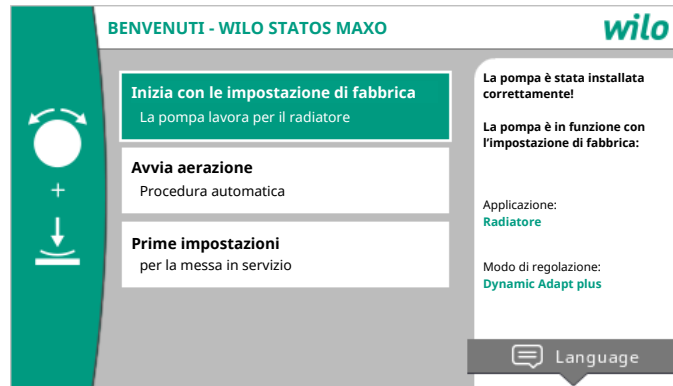 BENVENUTI - WILO STATOS MAXO
wilo
Inizia con le impostazione di fabbrica
La pompa lavora per il radiatore
Avvia aerazione
Procedura automatica
Prime impostazioni
per la messa in servizio
La pompa è stata installata
correttamente!
La pompa è in funzione con
l'impostazione di fabbrica:
Applicazione:
Radiatore
Modo di regolazione:
Dynamic Adapt plus
+
Language